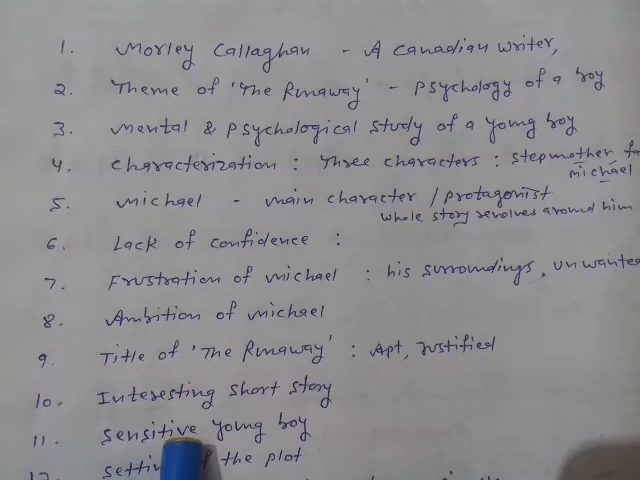 1. Morley Callaghan - A Canadian writer,
2. Theme of 'The Runaway' - Psychology of a boy
3. Mental & Psychological study of a young boy
4. Characterization : Three characters : stepmother, fa
michael
5. Michael - main character / protagonist
whole story revolves around him
6. Lack of confidence :
7. Frustration of michael : his surroundings, unwanted
8. Ambition of michael
9. Title of 'The Runaway' : Apt, justified
10. Interesting short story
11. Sensitive young boy
12. of the plot